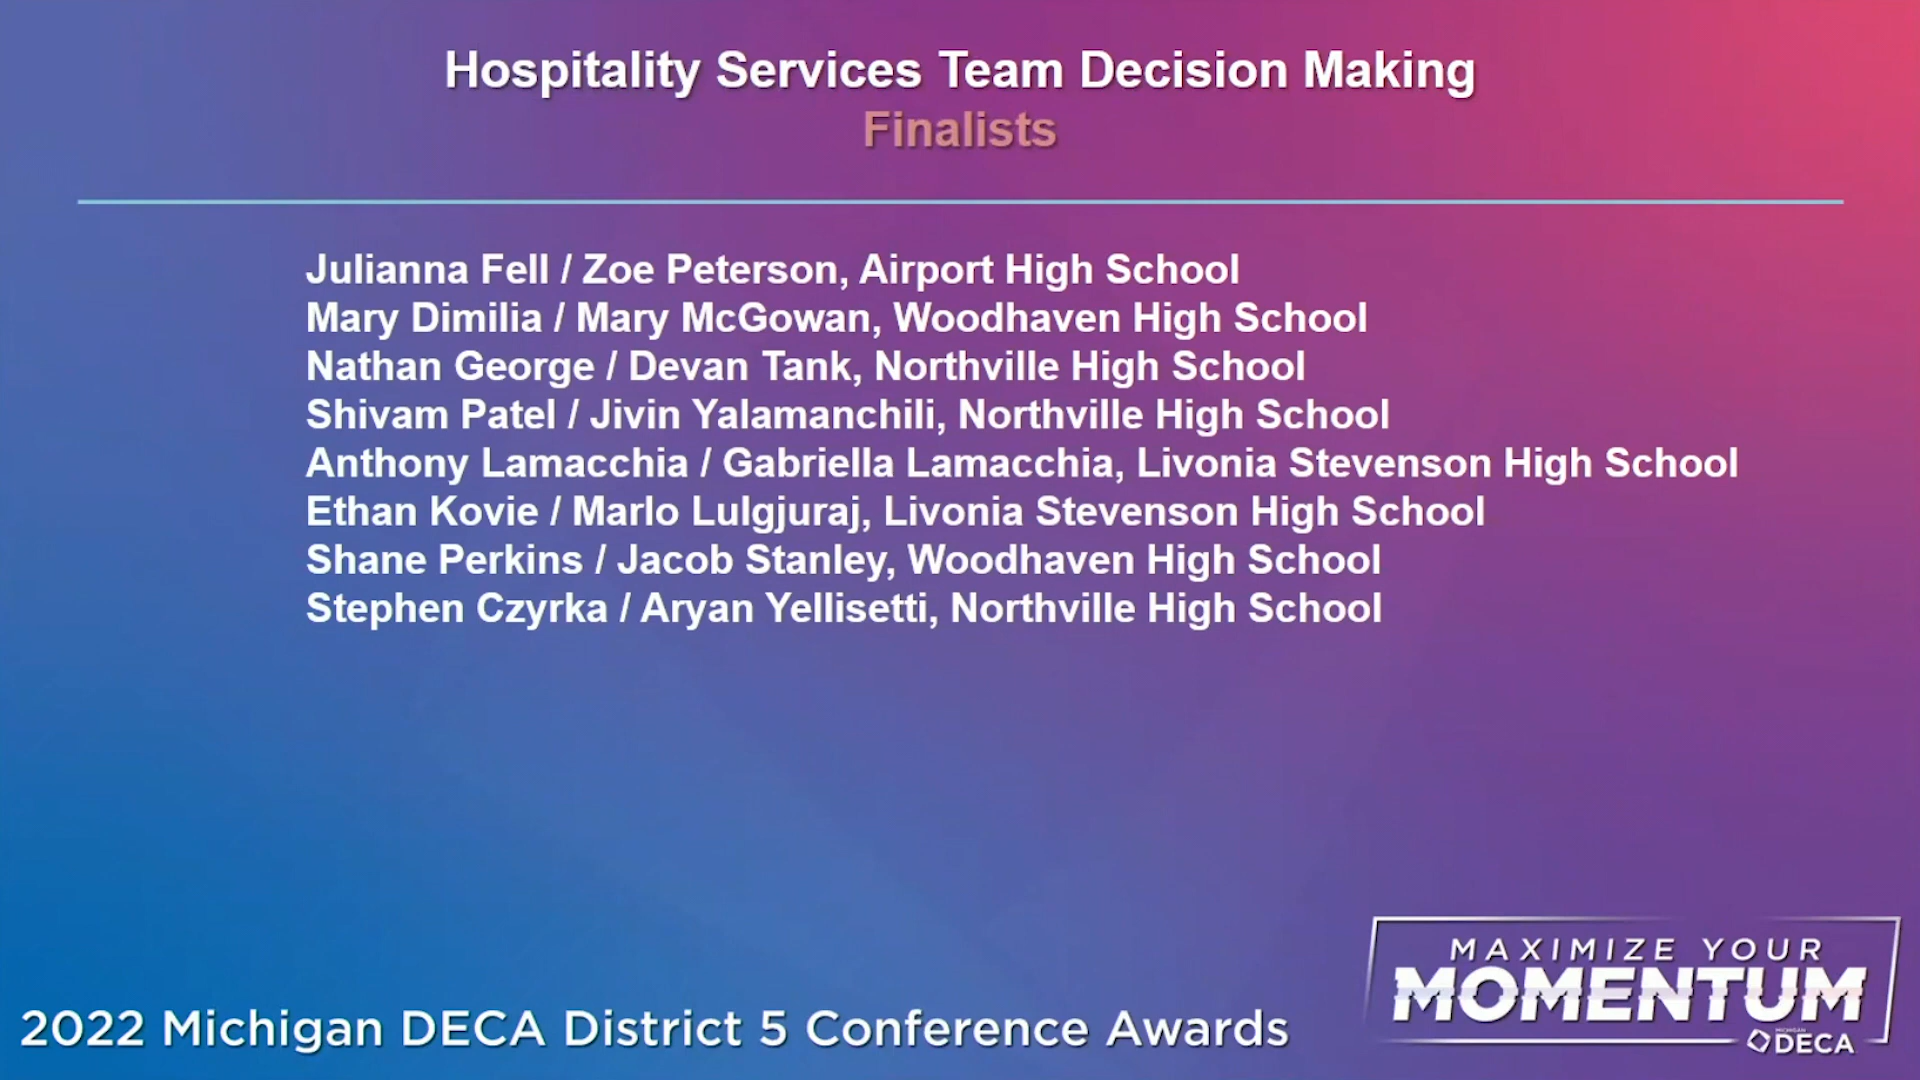 Hospitality Services Team Decision Making
Finalists
Julianna Fell / Zoe Peterson, Airport High School
Mary Dimilia / Mary McGowan, Woodhaven High School
Nathan George / Devan Tank, Northville High School
Shivam Patel / Jivin Yalamanchili, Northville High School
Anthony Lamacchia / Gabriella Lamacchia, Livonia Stevenson High School
Ethan Kovie / Marlo Lulgjuraj, Livonia Stevenson High School
Shane Perkins / Jacob Stanley, Woodhaven High School
Stephen Czyrka / Aryan Yellisetti, Northville High School
MAXIMIZE YOUR
MOMENTUM
MICHIGAN
DECA
2022 Michigan DECA District 5 Conference Awards